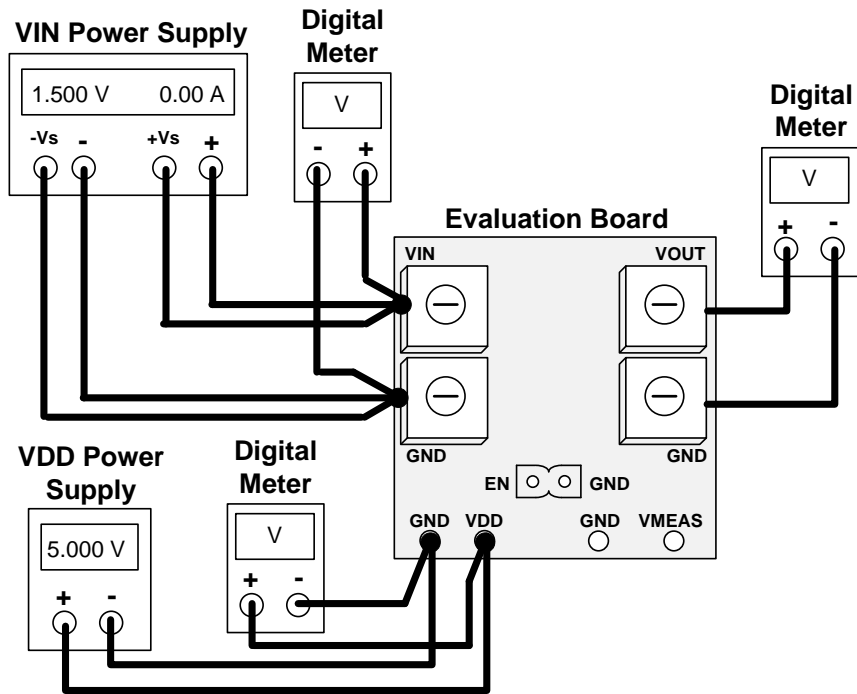 VIN Power Supply
1.500 V 0.00 A
-Vs - +Vs +
Digital
Meter
V
- +
Digital
Meter
V
+ -
Evaluation Board
VIN VOUT
GND GND
EN GND
GND VDD GND VMEAS
VDD Power
Supply
5.000 V
+ -
Digital
Meter
V
+ -